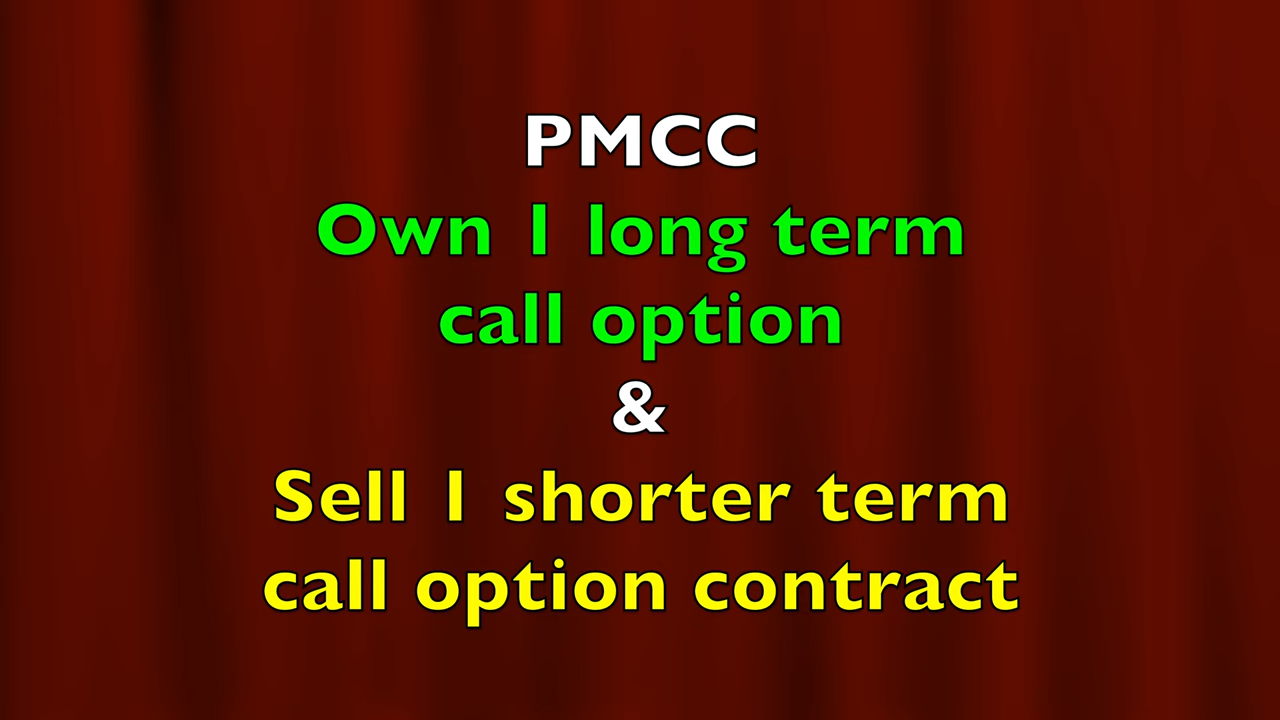 PMCC
Own 1 long term
call option
&
Sell 1 shorter term
call option contract